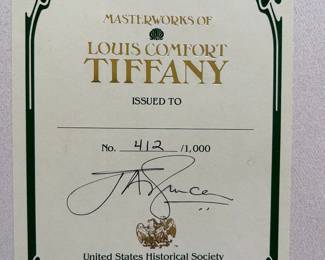 MASTERWORKS OF
LOUIS COMFORT
TIFFANY
ISSUED TO
No. 412 /1,000
United States Historical Society